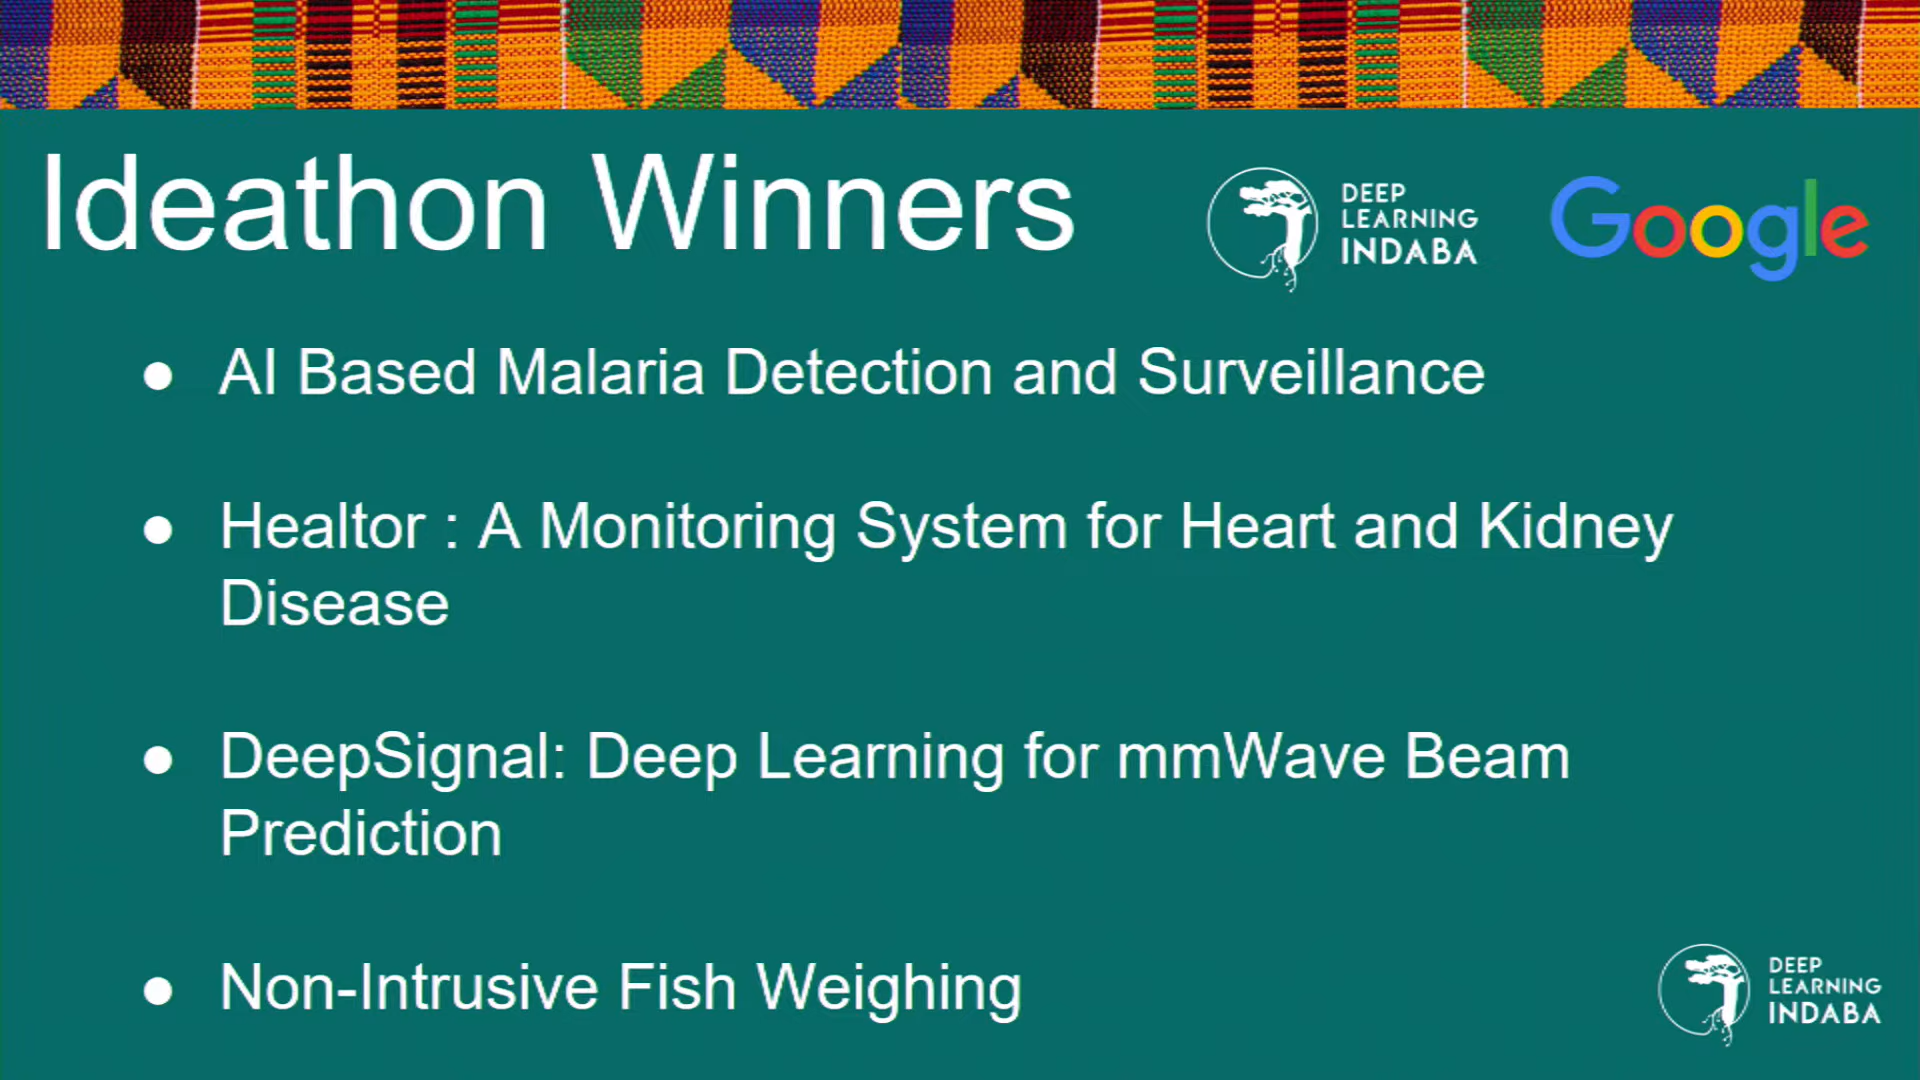 Ideathon Winners
DEEP
LEARNING
INDABA
Google
● AI Based Malaria Detection and Surveillance
● Healtor : A Monitoring System for Heart and Kidney
Disease
● DeepSignal: Deep Learning for mmWave Beam
Prediction
● Non-Intrusive Fish Weighing
DEEP
LEARNING
INDABA